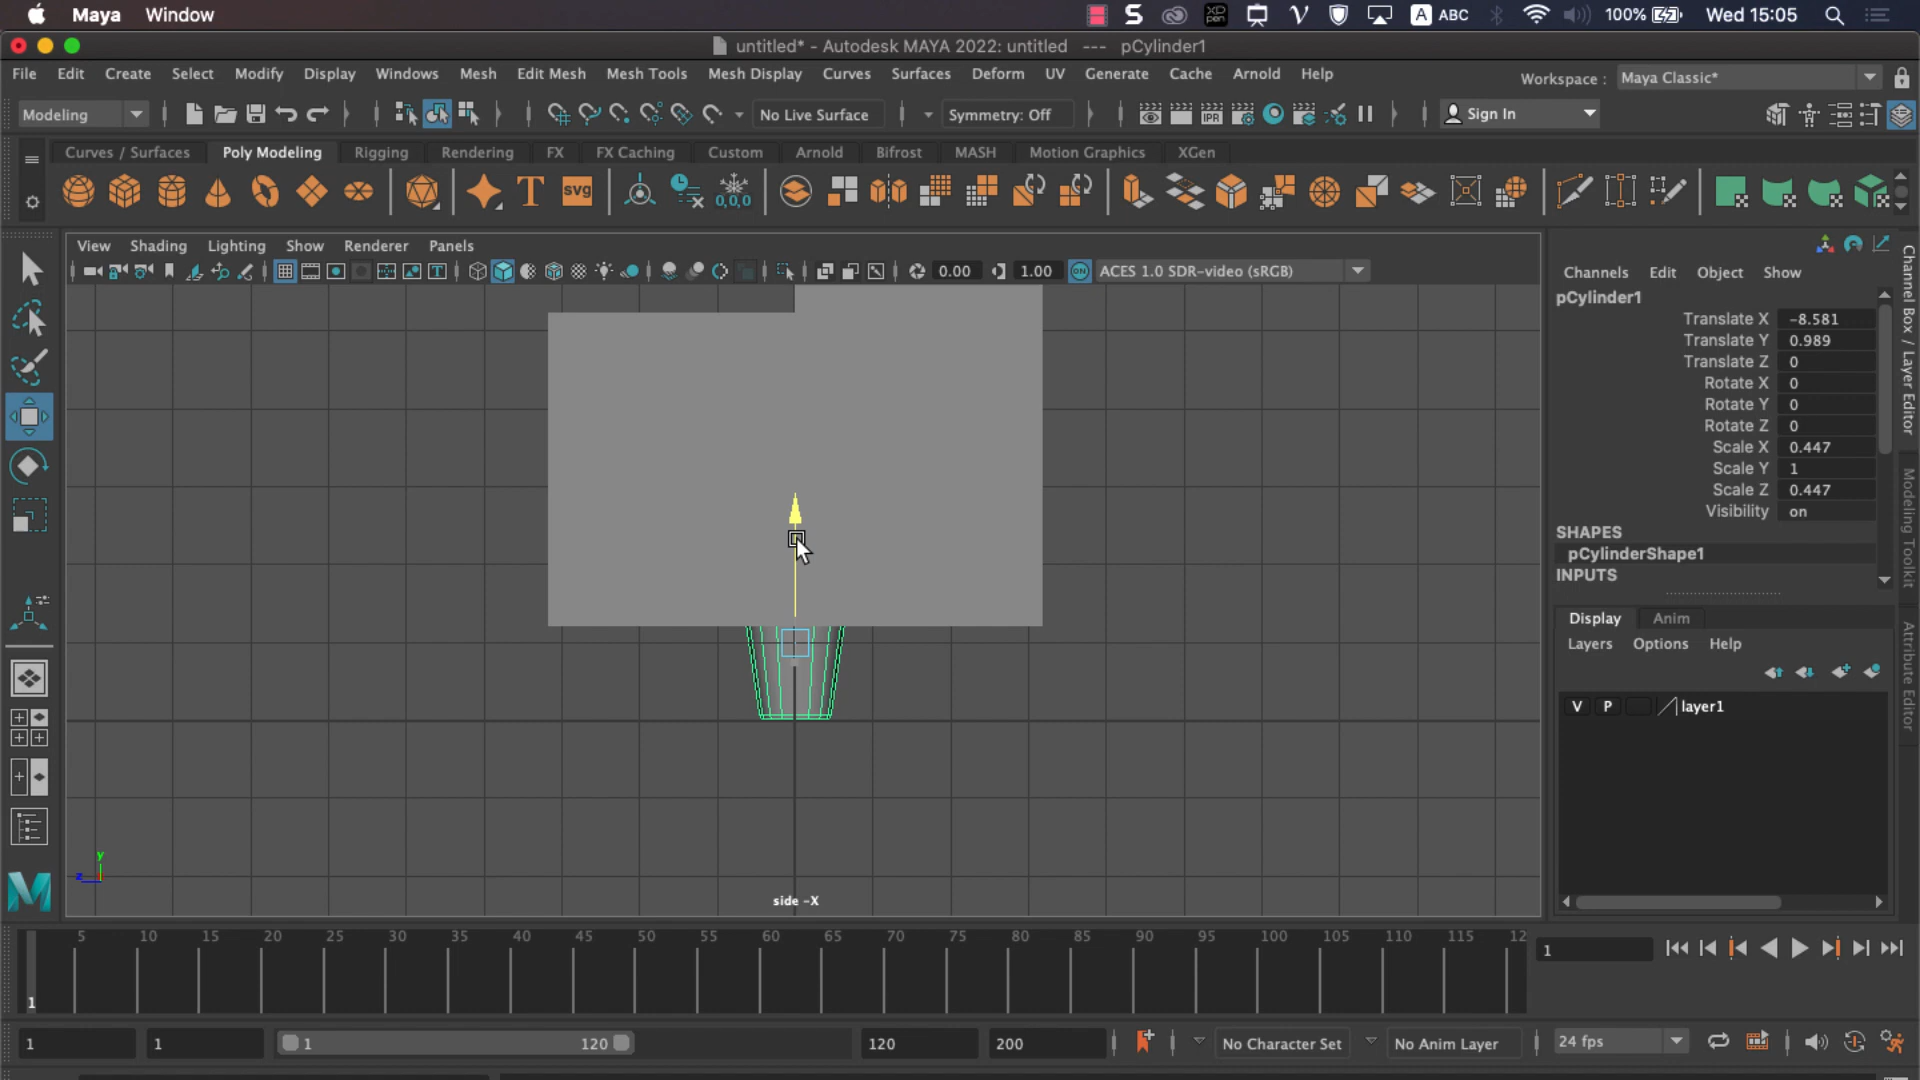 Maya Window ABC 100% Wed 15:05
untitled* - Autodesk MAYA 2022: untitled --- pCylinder1
File Edit Create Select Modify Display Windows Mesh Edit Mesh Mesh Tools Mesh Display Curves Surfaces Deform UV Generate Cache Arnold Help Workspace : Maya Classic*
Modeling No Live Surface Symmetry: Off IPR Sign In
Curves / Surfaces Poly Modeling Rigging Rendering FX FX Caching Custom Arnold Bifrost MASH Motion Graphics XGen
T svg 0,0,0
View Shading Lighting Show Renderer Panels
0.00 1.00 ON ACES 1.0 SDR-video (sRGB)
Channels Edit Object Show
pCylinder1
Translate X -8.581
Translate Y 0.989
Translate Z 0
Rotate X 0
Rotate Y 0
Rotate Z 0
Scale X 0.447
Scale Y 1
Scale Z 0.447
Visibility on
SHAPES
pCylinderShape1
INPUTS
Display Anim
Layers Options Help
V P layer1
Channel Box / Layer Editor
Modeling Toolkit
Attribute Editor
y
z
side -X
5 10 15 20 25 30 35 40 45 50 55 60 65 70 75 80 85 90 95 100 105 110 115 12
1
1
1 1 1 120 120 200 No Character Set No Anim Layer 24 fps